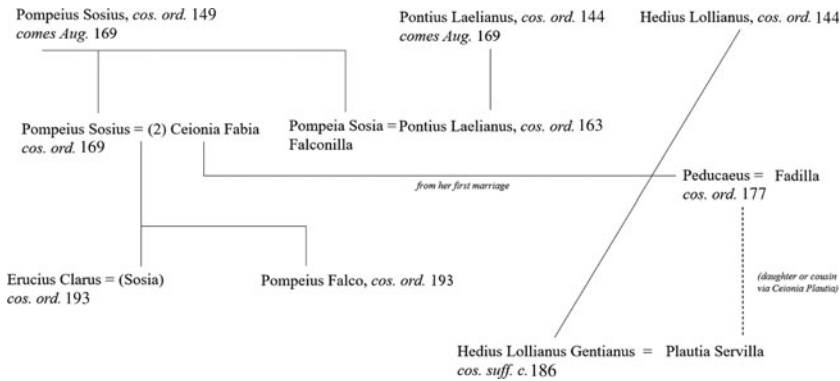 Pompeius Sosius, cos. ord. 149
comes Aug. 169
Pontius Laelianus, cos. ord. 144
comes Aug. 169
Hedius Lollianus, cos. ord. 144
Pompeius Sosius = (2) Ceionia Fabia
cos. ord. 169
Pompeia Sosia = Pontius Laelianus, cos. ord. 163
Falconilla
from her first marriage
Peducaeus = Fadilla
cos. ord. 177
Erucius Clarus = (Sosia)
cos. ord. 193
Pompeius Falco, cos. ord. 193
(daughter or cousin
via Ceionia Plautia)
Hedius Lollianus Gentianus = Plautia Servilla
cos. suff. c. 186